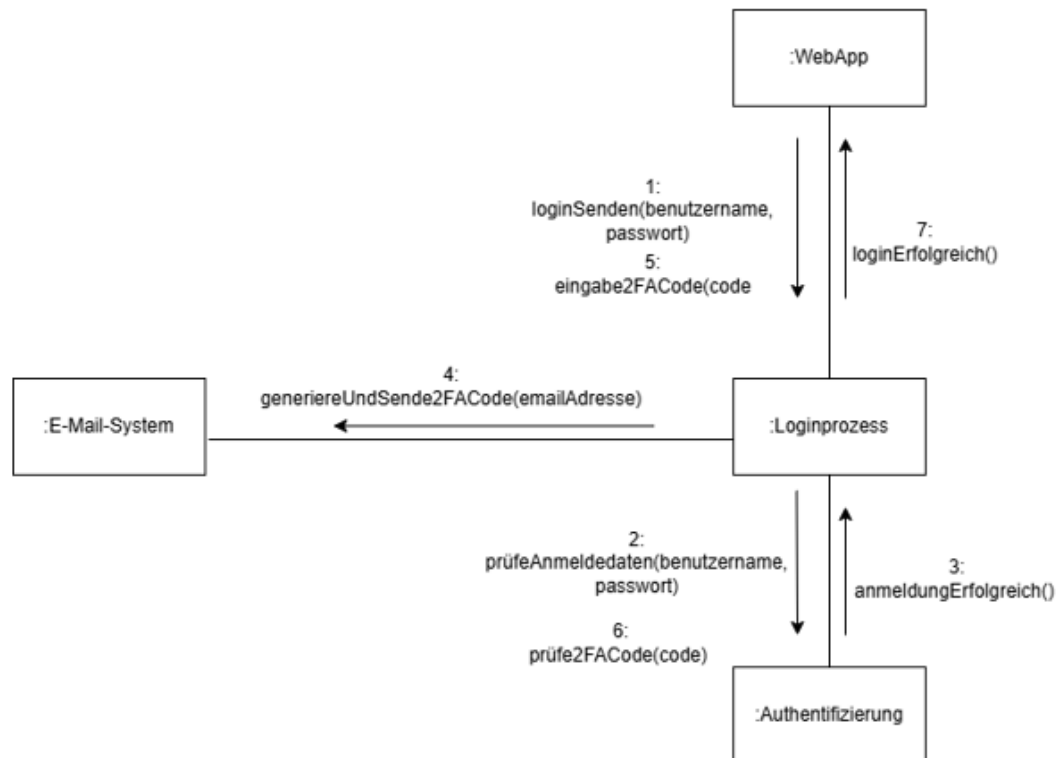 :WebApp
1:
loginSenden(benutzername,
passwort)
5:
eingabe2FACode(code
7:
loginErfolgreich()
4:
generiereUndSende2FACode(emailAdresse)
:E-Mail-System
:Loginprozess
2:
prüfeAnmeldedaten(benutzername,
passwort)
6:
prüfe2FACode(code)
3:
anmeldungErfolgreich()
:Authentifizierung